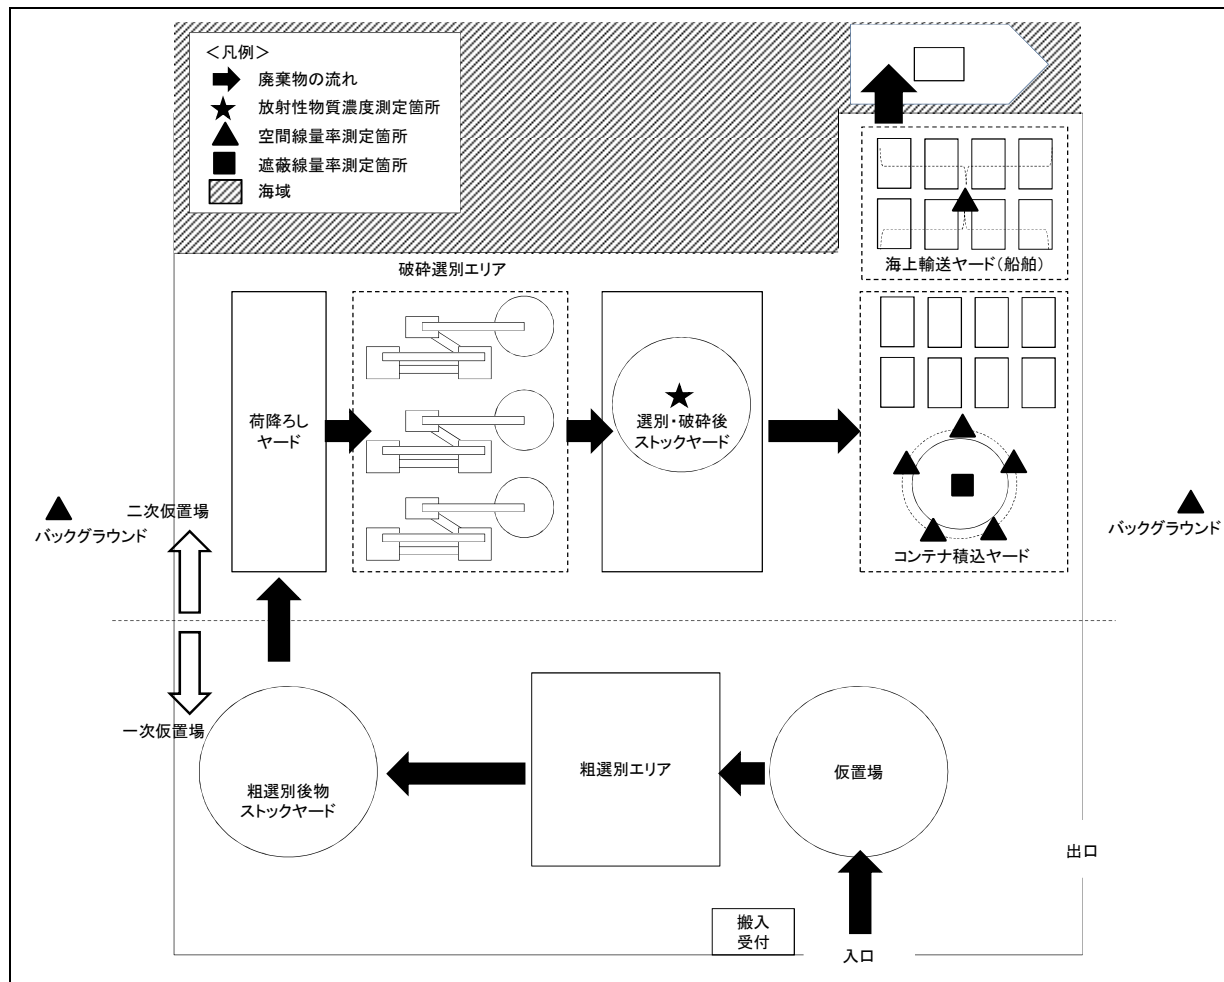 ＜凡例＞
廃棄物の流れ
放射性物質濃度測定箇所
空間線量率測定箇所
遮蔽線量率測定箇所
海域
海上輸送ヤード（船舶）
破砕選別エリア
荷降ろし
ヤード
選別・破砕後
ストックヤード
コンテナ積込ヤード
二次仮置場
バックグラウンド
バックグラウンド
一次仮置場
粗選別後物
ストックヤード
粗選別エリア
仮置場
出口
搬入
受付
入口